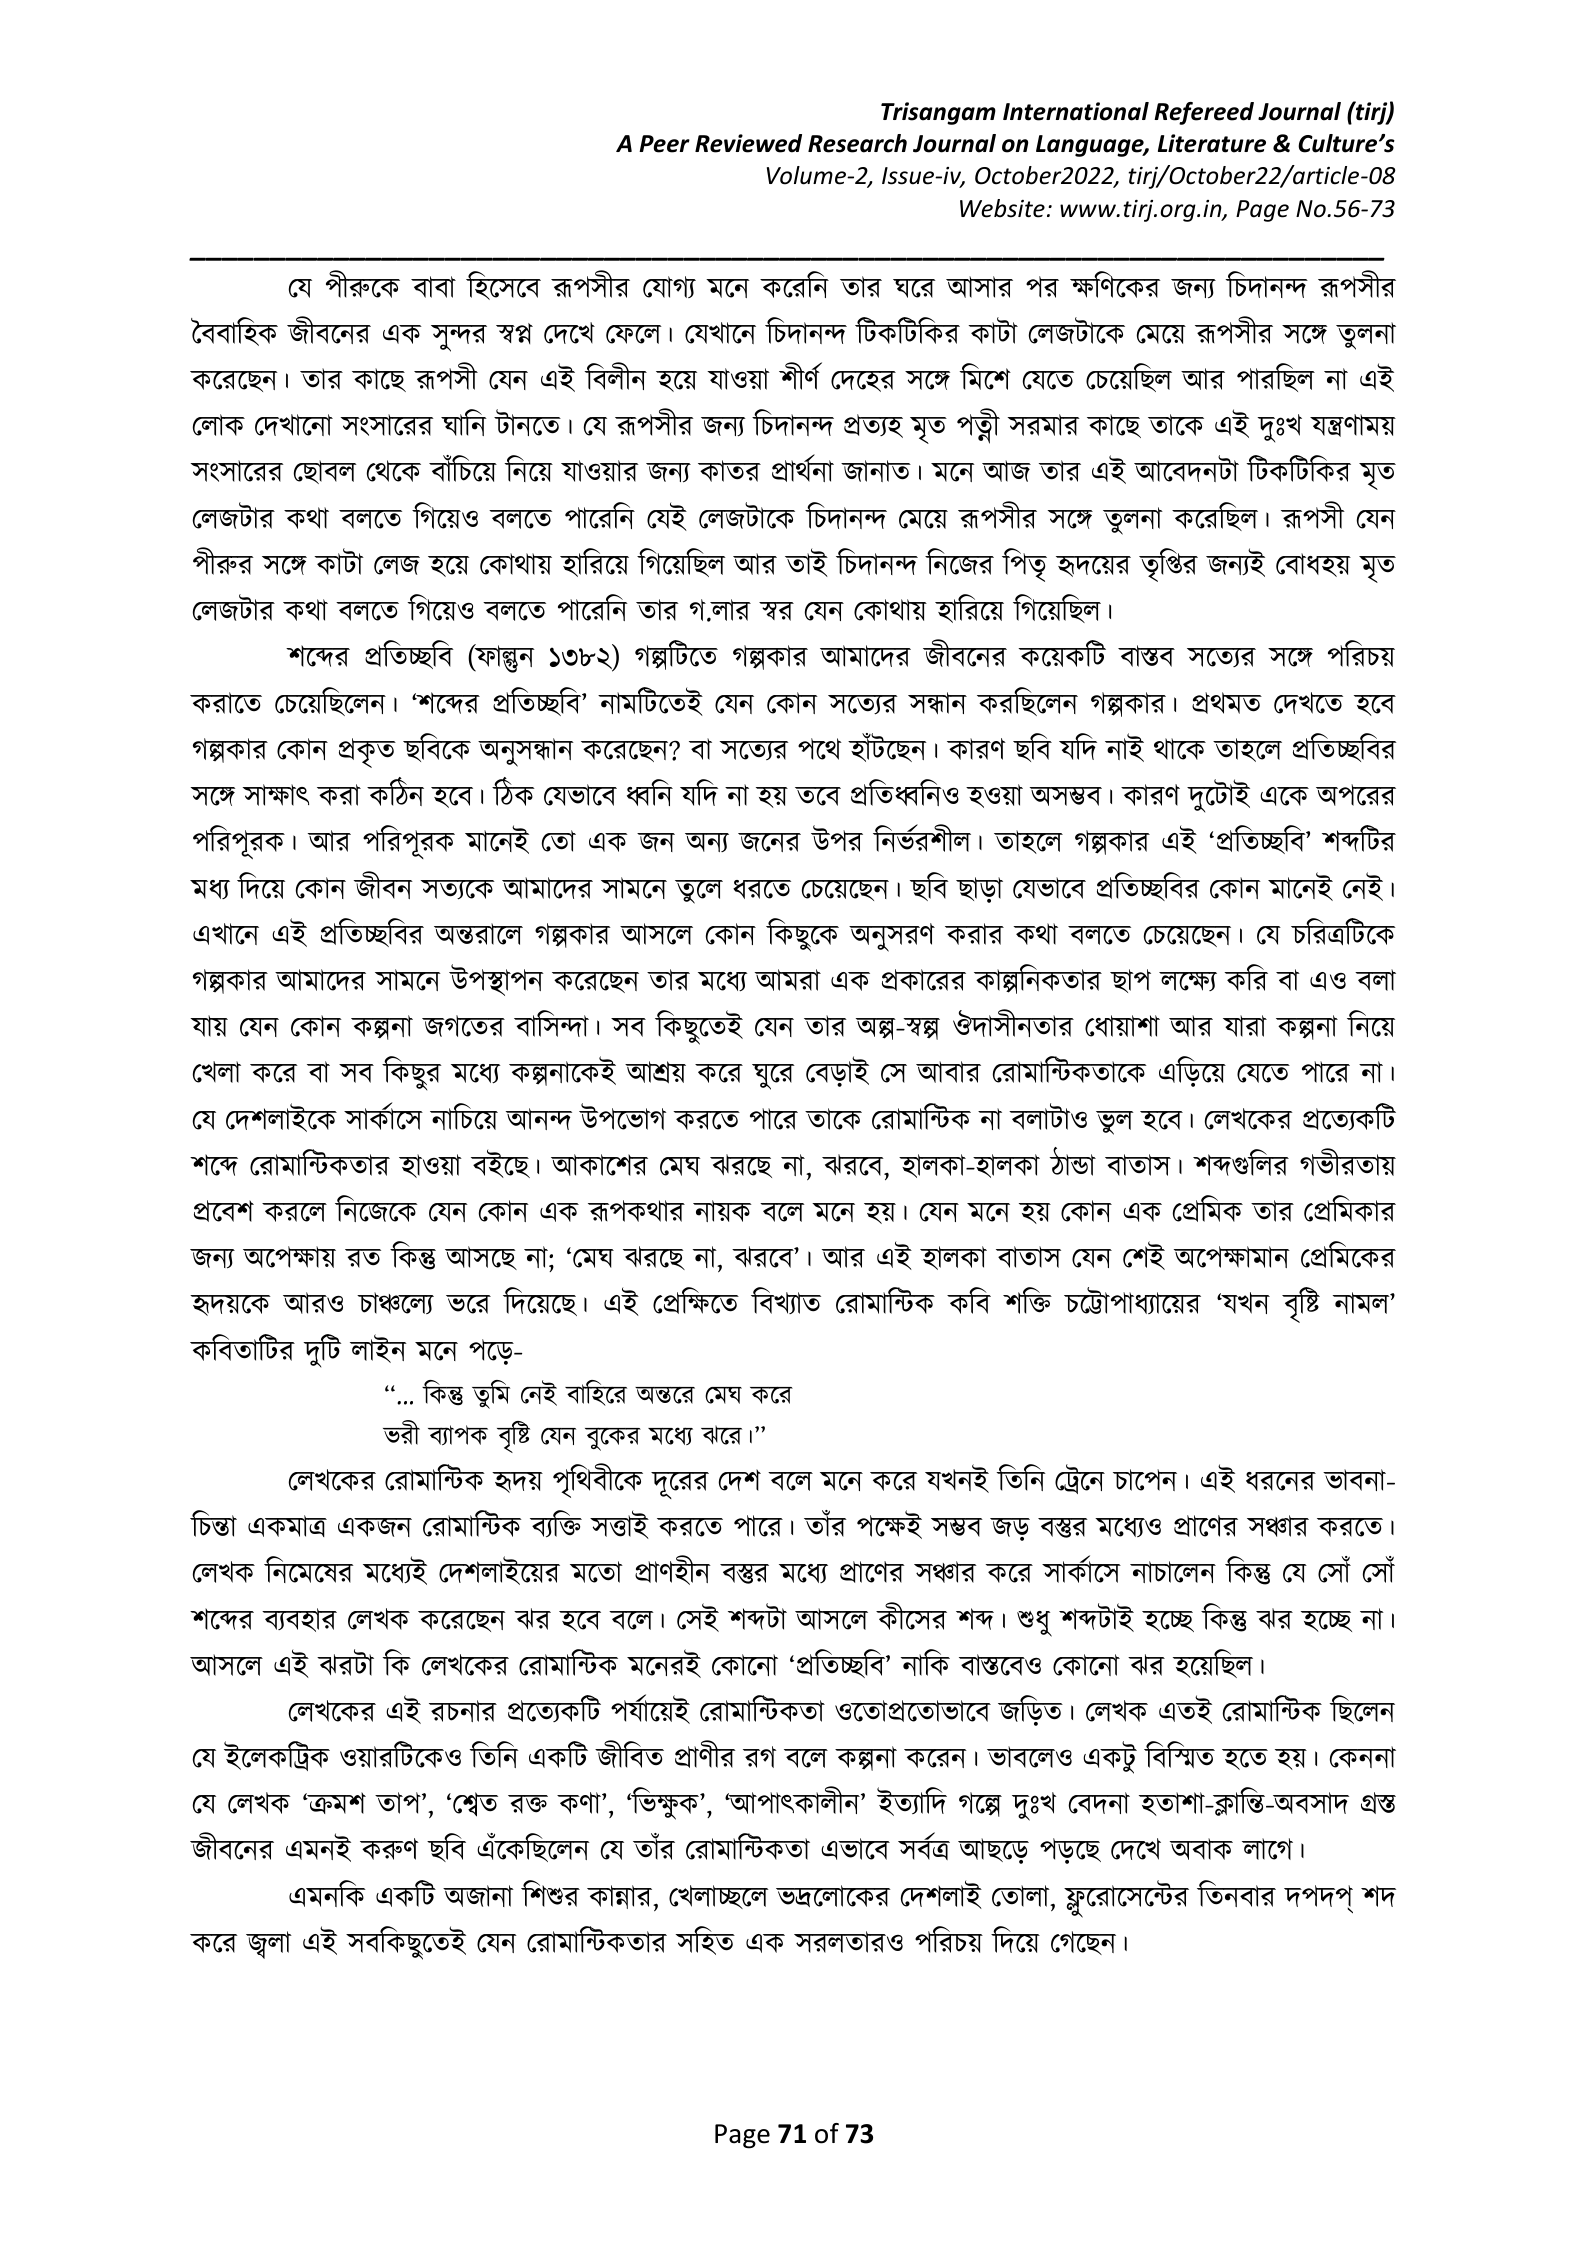 Trisangam International Refereed Journal (tirj)
A Peer Reviewed Research Journal on Language, Literature & Culture’s
Volume-2, Issue-iv, October2022, tirj/October22/article-08
Website: www.tirj.org.in, Page No.56-73
যে পীরুকে বাবা হিসেবে রূপসীর যোগ্য মনে করেনি তার ঘরে আসার পর ক্ষণিকের জন্য চিদানন্দ রূপসীর
বৈবাহিক জীবনের এক সুন্দর স্বপ্ন দেখে ফেলে। যেখানে চিদানন্দ টিকটিকির কাটা লেজটাকে মেয়ে রূপসীর সঙ্গে তুলনা
করেছেন। তার কাছে রূপসী যেন এই বিলীন হয়ে যাওয়া শীর্ণ দেহের সঙ্গে মিশে যেতে চেয়েছিল আর পারছিল না এই
লোক দেখানো সংসারের ঘানি টানতে। যে রূপসীর জন্য চিদানন্দ প্রত্যহ মৃত পত্নী সরমার কাছে তাকে এই দুঃখ যন্ত্রণাময়
সংসারের ছোবল থেকে বাঁচিয়ে নিয়ে যাওয়ার জন্য কাতর প্রার্থনা জানাত। মনে আজ তার এই আবেদনটা টিকটিকির মৃত
লেজটার কথা বলতে গিয়েও বলতে পারেনি যেই লেজটাকে চিদানন্দ মেয়ে রূপসীর সঙ্গে তুলনা করেছিল। রূপসী যেন
পীরুর সঙ্গে কাটা লেজ হয়ে কোথায় হারিয়ে গিয়েছিল আর তাই চিদানন্দ নিজের পিতৃ হৃদয়ের তৃপ্তির জন্যই বোধহয় মৃত
লেজটার কথা বলতে গিয়েও বলতে পারেনি তার গ.লার স্বর যেন কোথায় হারিয়ে গিয়েছিল।
শব্দের প্রতিচ্ছবি (ফাল্গুন ১৩৮২) গল্পটিতে গল্পকার আমাদের জীবনের কয়েকটি বাস্তব সত্যের সঙ্গে পরিচয়
করাতে চেয়েছিলেন। ‘শব্দের প্রতিচ্ছবি’ নামটিতেই যেন কোন সত্যের সন্ধান করছিলেন গল্পকার। প্রথমত দেখতে হবে
গল্পকার কোন প্রকৃত ছবিকে অনুসন্ধান করেছেন? বা সত্যের পথে হাঁটছেন। কারণ ছবি যদি নাই থাকে তাহলে প্রতিচ্ছবির
সঙ্গে সাক্ষাৎ করা কঠিন হবে। ঠিক যেভাবে ধ্বনি যদি না হয় তবে প্রতিধ্বনিও হওয়া অসম্ভব। কারণ দুটোই একে অপরের
পরিপূরক। আর পরিপূরক মানেই তো এক জন অন্য জনের উপর নির্ভরশীল। তাহলে গল্পকার এই ‘প্রতিচ্ছবি’ শব্দটির
মধ্য দিয়ে কোন জীবন সত্যকে আমাদের সামনে তুলে ধরতে চেয়েছেন। ছবি ছাড়া যেভাবে প্রতিচ্ছবির কোন মানেই নেই।
এখানে এই প্রতিচ্ছবির অন্তরালে গল্পকার আসলে কোন কিছুকে অনুসরণ করার কথা বলতে চেয়েছেন। যে চরিত্রটিকে
গল্পকার আমাদের সামনে উপস্থাপন করেছেন তার মধ্যে আমরা এক প্রকারের কাল্পনিকতার ছাপ লক্ষ্যে করি বা এও বলা
যায় যেন কোন কল্পনা জগতের বাসিন্দা। সব কিছুতেই যেন তার অল্প-স্বল্প ঔদাসীনতার ধোয়াশা আর যারা কল্পনা নিয়ে
খেলা করে বা সব কিছুর মধ্যে কল্পনাকেই আশ্রয় করে ঘুরে বেড়াই সে আবার রোমান্টিকতাকে এড়িয়ে যেতে পারে না।
যে দেশলাইকে সার্কাসে নাচিয়ে আনন্দ উপভোগ করতে পারে তাকে রোমান্টিক না বলাটাও ভুল হবে। লেখকের প্রত্যেকটি
শব্দে রোমান্টিকতার হাওয়া বইছে। আকাশের মেঘ ঝরছে না, ঝরবে, হালকা-হালকা ঠান্ডা বাতাস। শব্দগুলির গভীরতায়
প্রবেশ করলে নিজেকে যেন কোন এক রূপকথার নায়ক বলে মনে হয়। যেন মনে হয় কোন এক প্রেমিক তার প্রেমিকার
জন্য অপেক্ষায় রত কিন্তু আসছে না; ‘মেঘ ঝরছে না, ঝরবে’। আর এই হালকা বাতাস যেন শেই অপেক্ষামান প্রেমিকের
হৃদয়কে আরও চাঞ্চল্যে ভরে দিয়েছে। এই প্রেক্ষিতে বিখ্যাত রোমান্টিক কবি শক্তি চট্টোপাধ্যায়ের ‘যখন বৃষ্টি নামল’
কবিতাটির দুটি লাইন মনে পড়ে-
“... কিন্তু তুমি নেই বাহিরে অন্তরে মেঘ করে
ভরী ব্যাপক বৃষ্টি যেন বুকের মধ্যে ঝরে।”
লেখকের রোমান্টিক হৃদয় পৃথিবীকে দূরের দেশ বলে মনে করে যখনই তিনি ট্রেনে চাপেন। এই ধরনের ভাবনা-
চিন্তা একমাত্র একজন রোমান্টিক ব্যক্তি সত্তাই করতে পারে। তাঁর পক্ষেই সম্ভব জড় বস্তুর মধ্যেও প্রাণের সঞ্চার করতে।
লেখক নিমেষের মধ্যেই দেশলাইয়ের মতো প্রাণহীন বস্তুর মধ্যে প্রাণের সঞ্চার করে সার্কাসে নাচালেন কিন্তু যে সোঁ সোঁ
শব্দের ব্যবহার লেখক করেছেন ঝর হবে বলে। সেই শব্দটা আসলে কীসের শব্দ। শুধু শব্দটাই হচ্ছে কিন্তু ঝর হচ্ছে না।
আসলে এই ঝরটা কি লেখকের রোমান্টিক মনেরই কোনো ‘প্রতিচ্ছবি’ নাকি বাস্তবেও কোনো ঝর হয়েছিল।
লেখকের এই রচনার প্রত্যেকটি পর্যায়েই রোমান্টিকতা ওতোপ্রতোভাবে জড়িত। লেখক এতই রোমান্টিক ছিলেন
যে ইলেকট্রিক ওয়ারটিকেও তিনি একটি জীবিত প্রাণীর রগ বলে কল্পনা করেন। ভাবলেও একটু বিস্মিত হতে হয়। কেননা
যে লেখক ‘ক্রমশ তাপ’, ‘শ্বেত রক্ত কণা’, ‘ভিক্ষুক’, ‘আপাৎকালীন’ ইত্যাদি গল্পে দুঃখ বেদনা হতাশা-ক্লান্তি-অবসাদ গ্রস্ত
জীবনের এমনই করুণ ছবি এঁকেছিলেন যে তাঁর রোমান্টিকতা এভাবে সর্বত্র আছড়ে পড়ছে দেখে অবাক লাগে।
এমনকি একটি অজানা শিশুর কান্নার, খেলাচ্ছলে ভদ্রলোকের দেশলাই তোলা, ফ্লুরোসেন্টের তিনবার দপদপ্ শদ
করে জ্বলা এই সবকিছুতেই যেন রোমান্টিকতার সহিত এক সরলতারও পরিচয় দিয়ে গেছেন।
Page 71 of 73